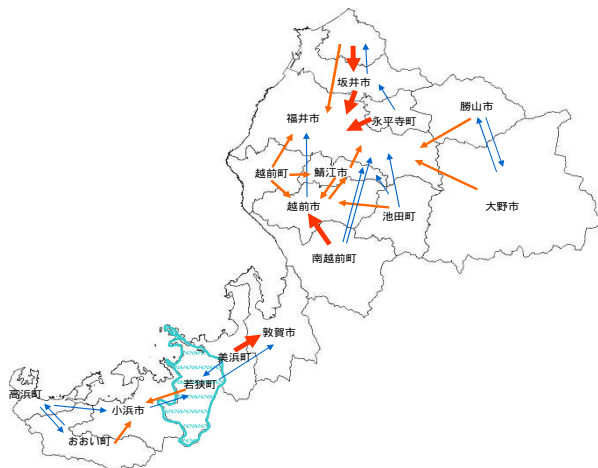 坂井市
勝山市
福井市
永平寺町
越前町
鯖江市
越前市
池田町
大野市
南越前町
敦賀市
美浜町
若狭町
高浜町
小浜市
おおい町